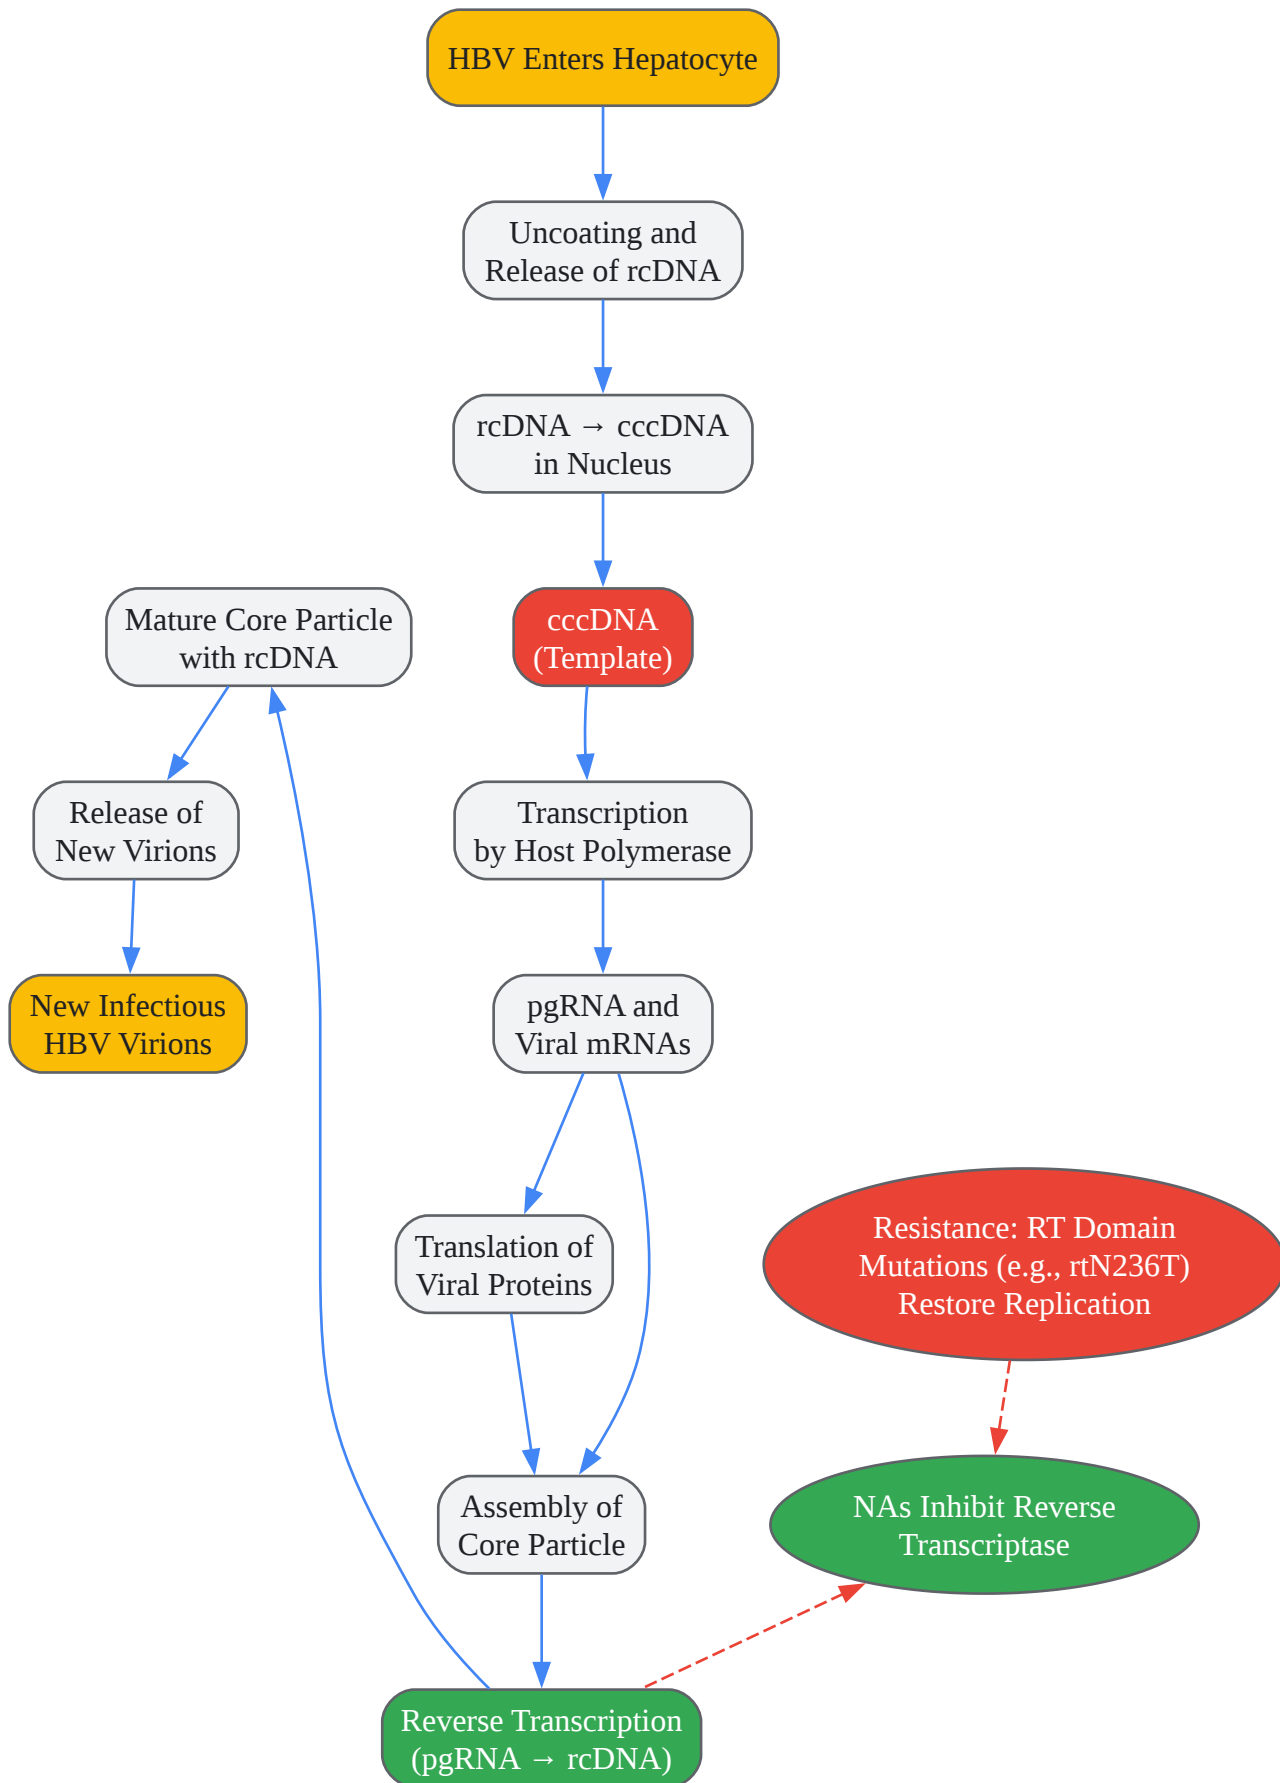 HBV Enters Hepatocyte
Uncoating and
Release of rcDNA
rcDNA → cccDNA
in Nucleus
Mature Core Particle
with rcDNA
cccDNA
(Template)
Release of
New Virions
Transcription
by Host Polymerase
New Infectious
HBV Virions
pgRNA and
Viral mRNAs
Translation of
Viral Proteins
Resistance: RT Domain
Mutations (e.g., rtN236T)
Restore Replication
Assembly of
Core Particle
NAs Inhibit Reverse
Transcriptase
Reverse Transcription
(pgRNA → rcDNA)